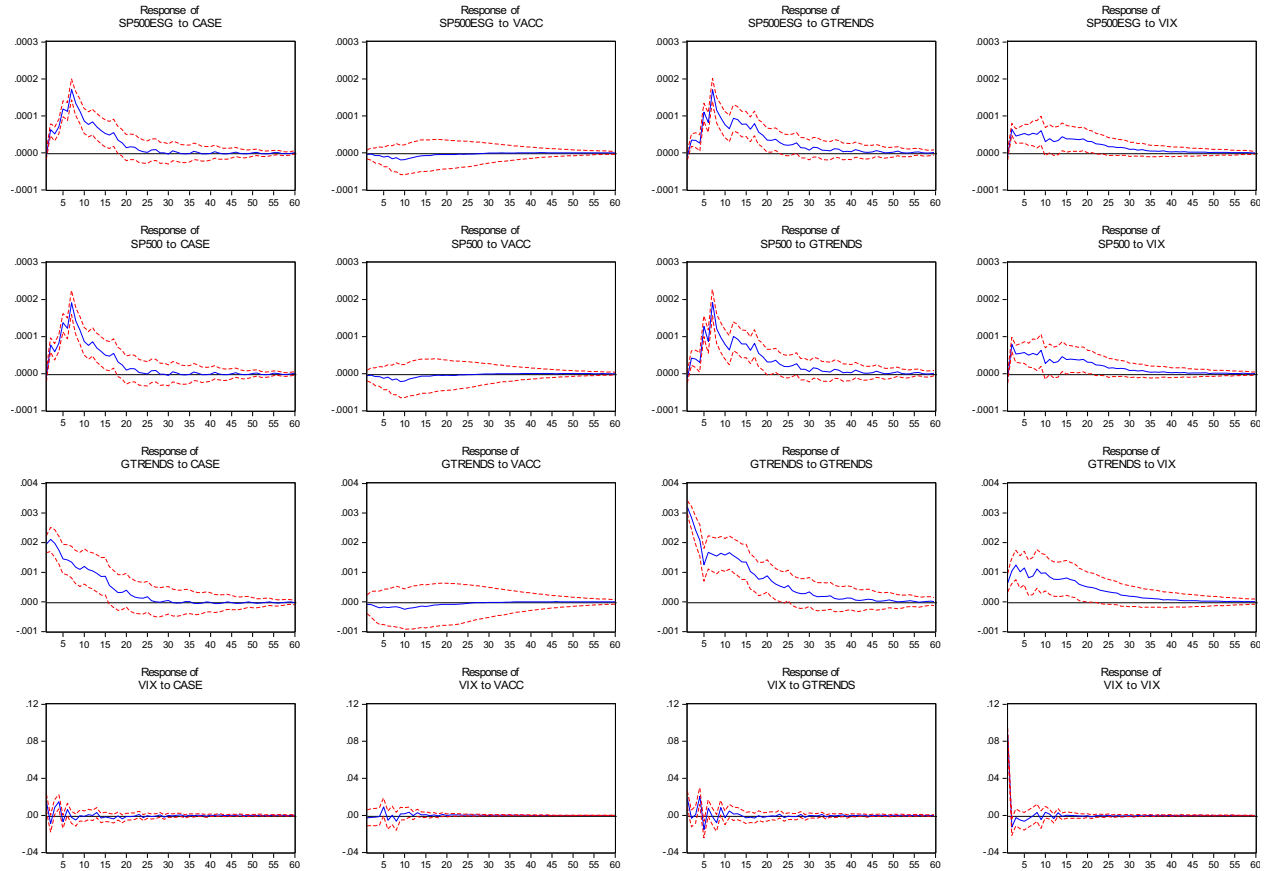 Response of
SP500ESG to CASE
Response of
SP500ESG to VACC
Response of
SP500ESG to GTRENDS
Response of
SP500ESG to VIX
.0003
.0002
.0001
.0000
-.0001
5 10 15 20 25 30 35 40 45 50 55 60
.0003
.0002
.0001
.0000
-.0001
5 10 15 20 25 30 35 40 45 50 55 60
.0003
.0002
.0001
.0000
-.0001
5 10 15 20 25 30 35 40 45 50 55 60
.0003
.0002
.0001
.0000
-.0001
5 10 15 20 25 30 35 40 45 50 55 60
Response of
SP500 to CASE
Response of
SP500 to VACC
Response of
SP500 to GTRENDS
Response of
SP500 to VIX
.0003
.0002
.0001
.0000
-.0001
5 10 15 20 25 30 35 40 45 50 55 60
.0003
.0002
.0001
.0000
-.0001
5 10 15 20 25 30 35 40 45 50 55 60
.0003
.0002
.0001
.0000
-.0001
5 10 15 20 25 30 35 40 45 50 55 60
.0003
.0002
.0001
.0000
-.0001
5 10 15 20 25 30 35 40 45 50 55 60
Response of
GTRENDS to CASE
Response of
GTRENDS to VACC
Response of
GTRENDS to GTRENDS
Response of
GTRENDS to VIX
.004
.003
.002
.001
.000
-.001
5 10 15 20 25 30 35 40 45 50 55 60
.004
.003
.002
.001
.000
-.001
5 10 15 20 25 30 35 40 45 50 55 60
.004
.003
.002
.001
.000
-.001
5 10 15 20 25 30 35 40 45 50 55 60
.004
.003
.002
.001
.000
-.001
5 10 15 20 25 30 35 40 45 50 55 60
Response of
VIX to CASE
Response of
VIX to VACC
Response of
VIX to GTRENDS
Response of
VIX to VIX
.12
.08
.04
.00
-.04
5 10 15 20 25 30 35 40 45 50 55 60
.12
.08
.04
.00
-.04
5 10 15 20 25 30 35 40 45 50 55 60
.12
.08
.04
.00
-.04
5 10 15 20 25 30 35 40 45 50 55 60
.12
.08
.04
.00
-.04
5 10 15 20 25 30 35 40 45 50 55 60